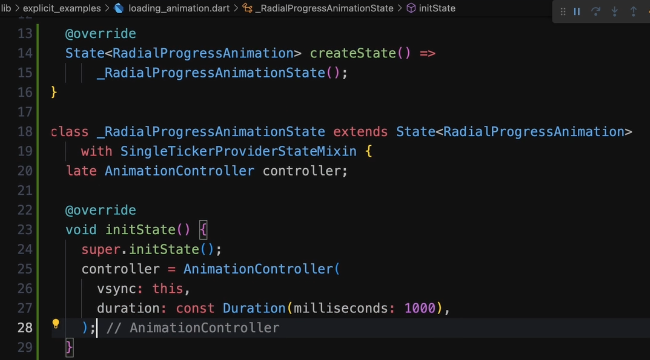 lib > explicit_examples > loading_animation.dart > _RadialProgressAnimationState > initState
13 @override
14 State<RadialProgressAnimation> createState() =>
15 _RadialProgressAnimationState();
16 }
17
18 class _RadialProgressAnimationState extends State<RadialProgressAnimation>
19 with SingleTickerProviderStateMixin {
20 late AnimationController controller;
21
22 @override
23 void initState() {
24 super.initState();
25 controller = AnimationController(
26 vsync: this,
27 duration: const Duration(milliseconds: 1000),
28 ); // AnimationController
29 }